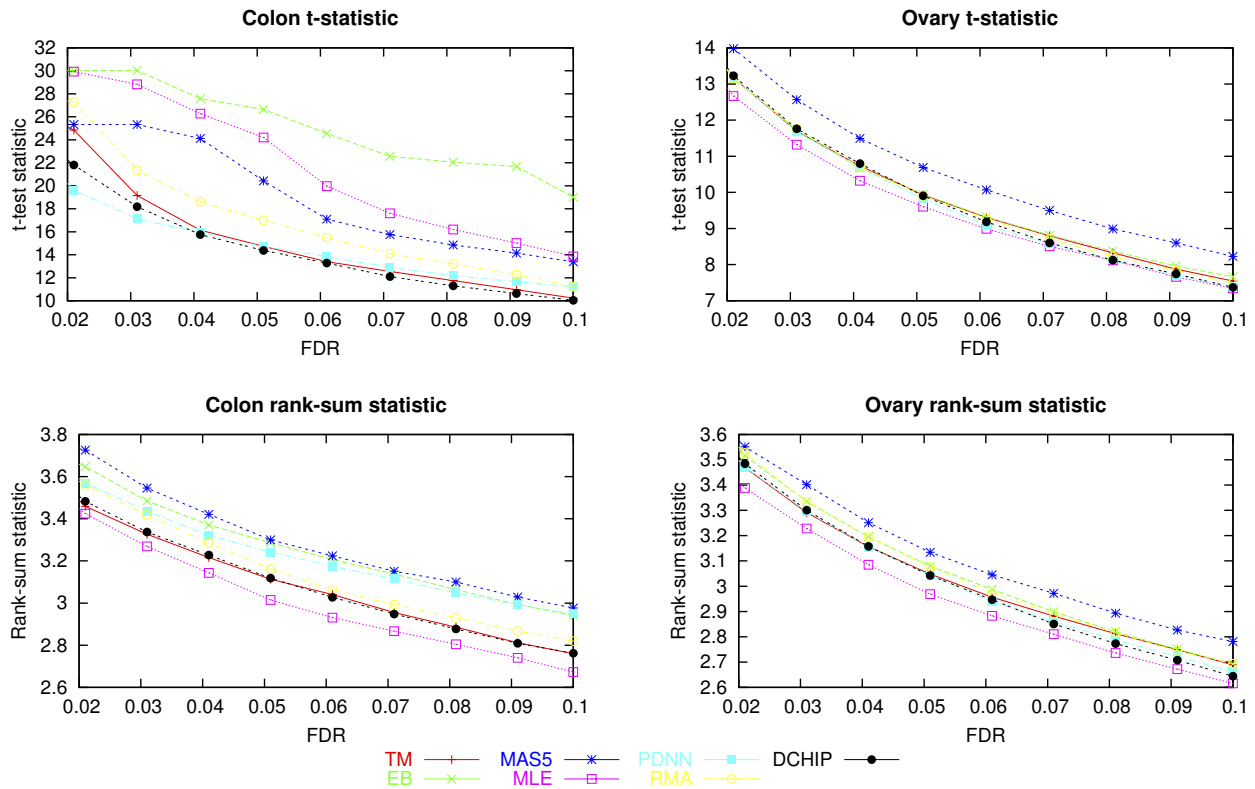 Colon t-statistic
t-test statistic
32
30
28
26
24
22
20
18
16
14
12
10
0.02 0.03 0.04 0.05 0.06 0.07 0.08 0.09 0.1
FDR
Ovary t-statistic
t-test statistic
14
13
12
11
10
9
8
7
0.02 0.03 0.04 0.05 0.06 0.07 0.08 0.09 0.1
FDR
Colon rank-sum statistic
Rank-sum statistic
3.8
3.6
3.4
3.2
3
2.8
2.6
0.02 0.03 0.04 0.05 0.06 0.07 0.08 0.09 0.1
FDR
Ovary rank-sum statistic
Rank-sum statistic
3.6
3.5
3.4
3.3
3.2
3.1
3
2.9
2.8
2.7
2.6
0.02 0.03 0.04 0.05 0.06 0.07 0.08 0.09 0.1
FDR
TM MAS5 PDNN DCHIP
EB MLE RMA